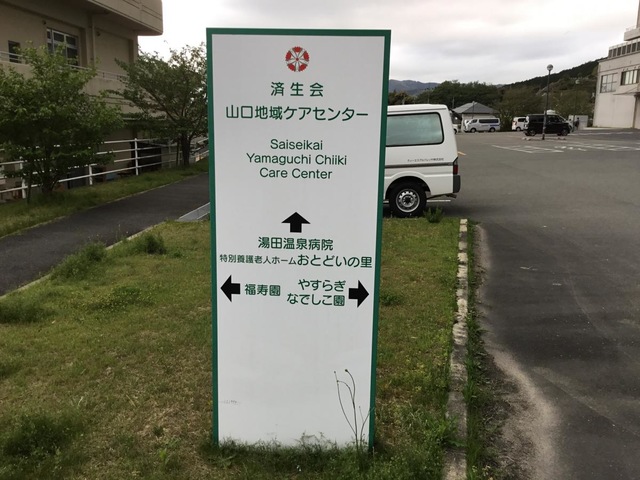 済生会
山口地域ケアセンター
Saiseikai
Yamaguchi Chiiki
Care Center
湯田温泉病院
特別養護老人ホームおとどいの里
福寿園
やすらぎ
なでしこ園